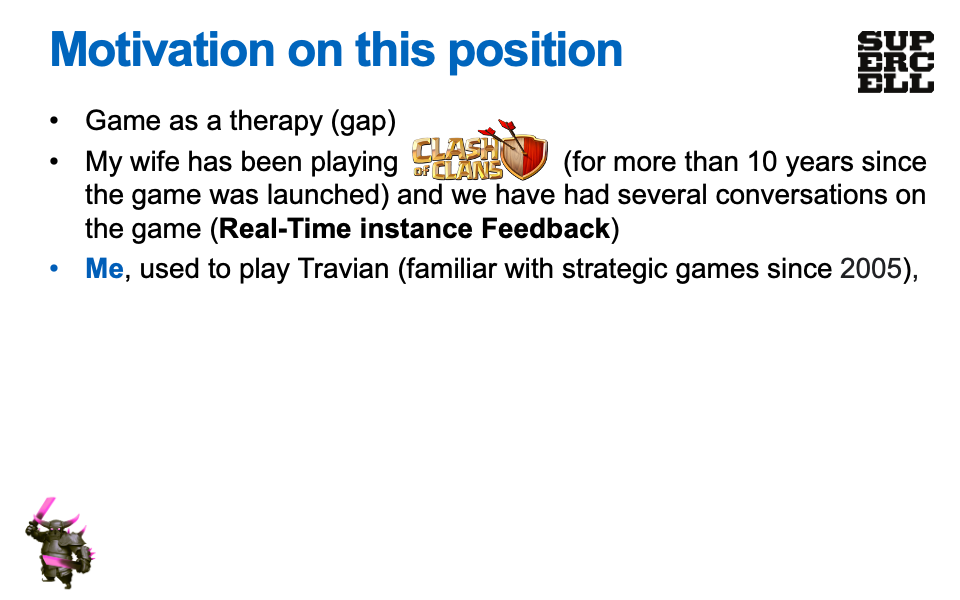 Motivation on this position
SUP
ERC
ELL
• Game as a therapy (gap)
• My wife has been playing CLASH OF CLANS (for more than 10 years since
the game was launched) and we have had several conversations on
the game (Real-Time instance Feedback)
• Me, used to play Travian (familiar with strategic games since 2005),